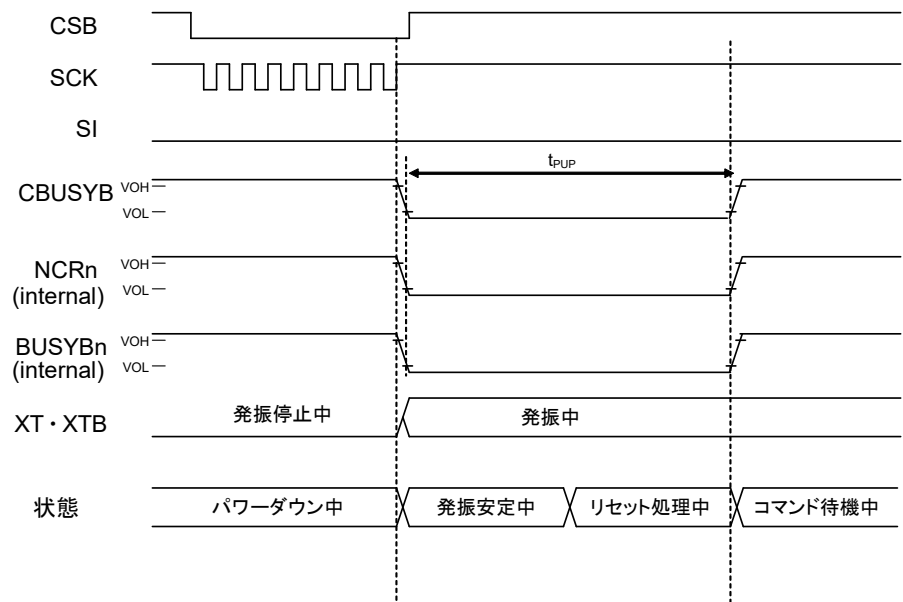 CSB
SCK
SI
tPUP
CBUSYB
VOH
VOL
NCRn
(internal)
VOH
VOL
BUSYBn
(internal)
VOH
VOL
XT・XTB
発振停止中
発振中
状態
パワーダウン中
発振安定中
リセット処理中
コマンド待機中